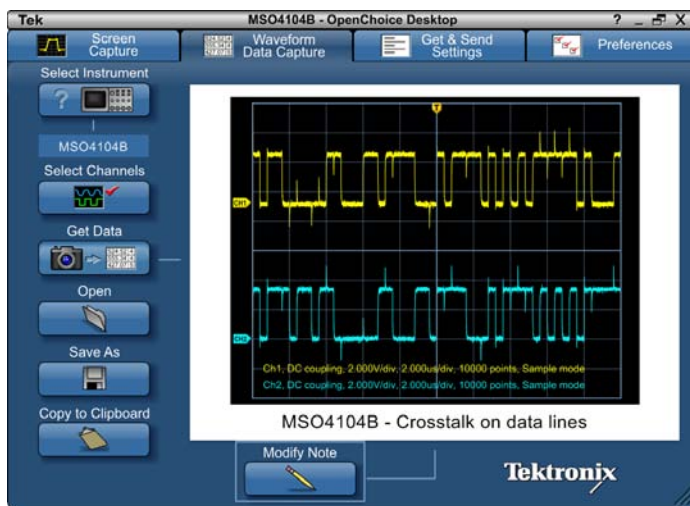 Tek
MSO4104B - OpenChoice Desktop
? _ X
Screen
Capture
Waveform
Data Capture
Get & Send
Settings
Preferences
Select Instrument
?
MSO4104B
Select Channels
Get Data
Open
Save As
Copy to Clipboard
T
CH1
CH2
Ch1, DC coupling, 2.000V/div, 2.000us/div, 10000 points, Sample mode
Ch2, DC coupling, 2.000V/div, 2.000us/div, 10000 points, Sample mode
MSO4104B - Crosstalk on data lines
Modify Note
Tektronix